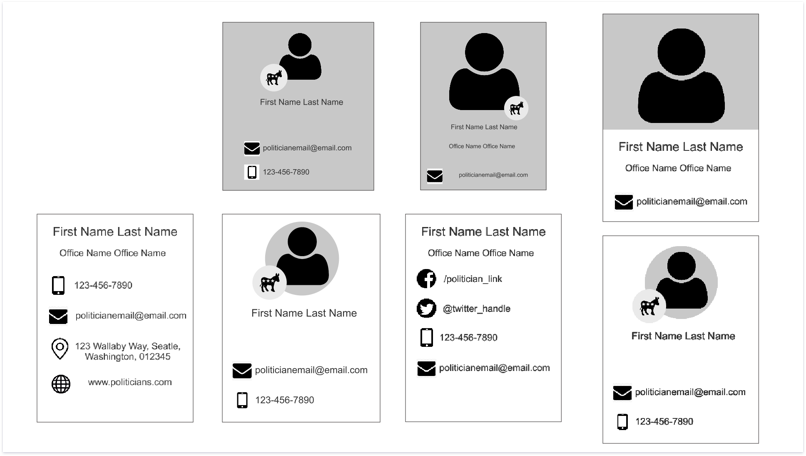 First Name Last Name
politicianemail@email.com
123-456-7890
First Name Last Name
Office Name Office Name
politicianemail@email.com
First Name Last Name
Office Name Office Name
politicianemail@email.com
First Name Last Name
Office Name Office Name
123-456-7890
politicianemail@email.com
123 Wallaby Way, Seatle,
Washington, 012345
www.politicians.com
First Name Last Name
politicianemail@email.com
123-456-7890
First Name Last Name
Office Name Office Name
/politician_link
@twitter_handle
123-456-7890
politicianemail@email.com
First Name Last Name
politicianemail@email.com
123-456-7890